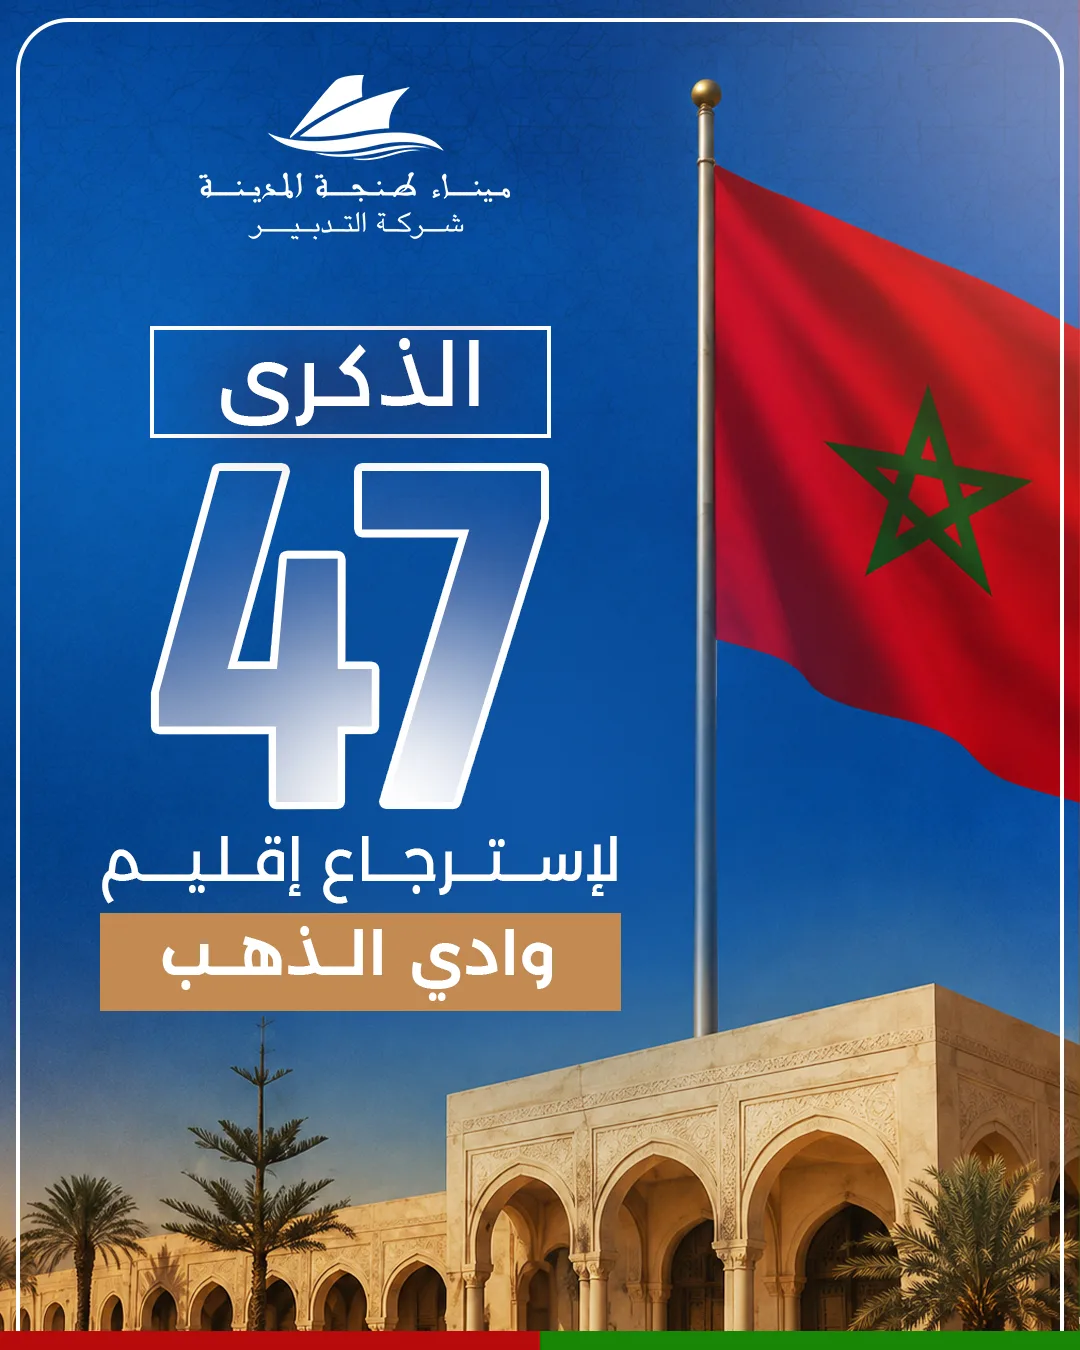 ميناء طنجة المدينة
شركة التدبير
الذكرى
47
لإسترجاع إقليم
وادي الذهب